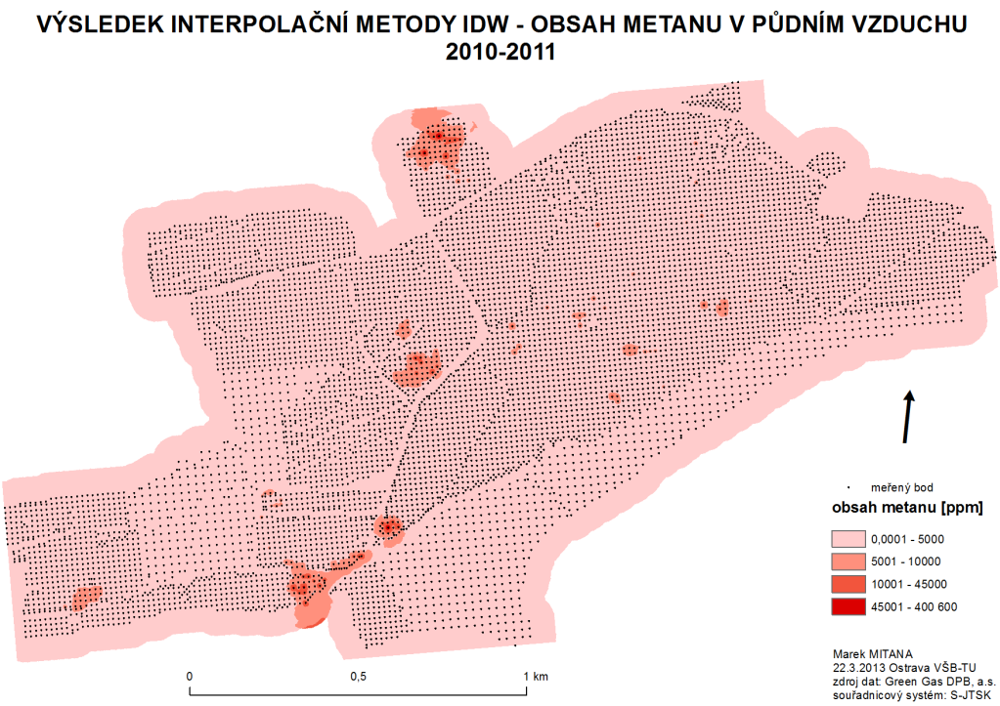 VÝSLEDEK INTERPOLAČNÍ METODY IDW - OBSAH METANU V PŮDNÍM VZDUCHU
2010-2011
měřený bod
obsah metanu [ppm]
0,0001 - 5000
5001 - 10000
10001 - 45000
45001 - 400 600
Marek MITANA
22.3.2013 Ostrava VŠB-TU
zdroj dat: Green Gas DPB, a.s.
souřadnicový systém: S-JTSK
0 0,5 1 km